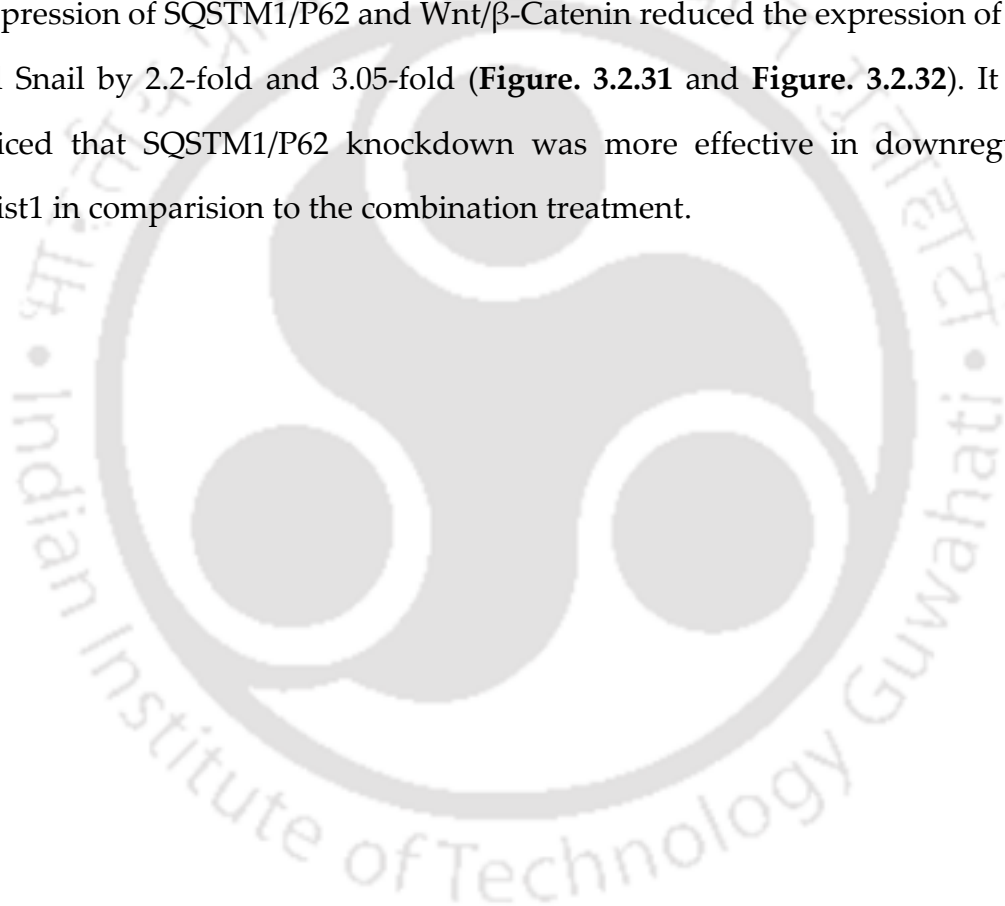 pression of SQSTM1/P62 and Wnt/β-Catenin reduced the expression of
Snail by 2.2-fold and 3.05-fold (Figure. 3.2.31 and Figure. 3.2.32). It
iced that SQSTM1/P62 knockdown was more effective in downreg
ist1 in comparision to the combination treatment.
Indian Institute of Technology Guwahati